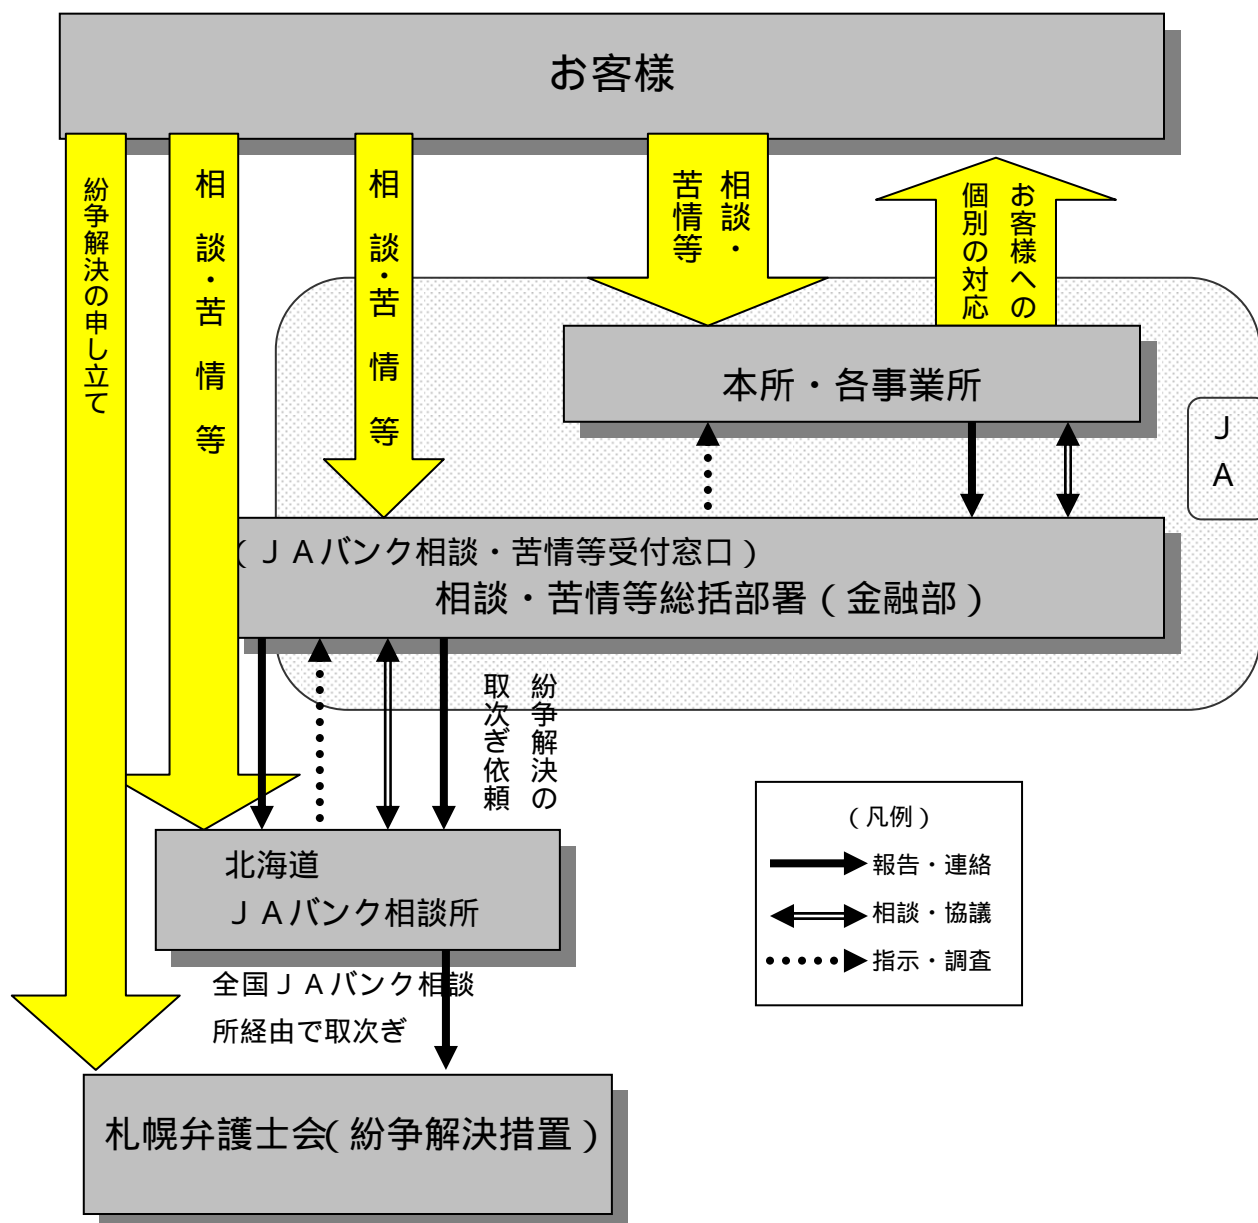 お客様
紛争解決の申し立て
相談・苦情等
相談・苦情等
相談・
苦情等
お客様への
個別の対応
本所・各事業所
ＪＡ
（ＪＡバンク相談・苦情等受付窓口）
相談・苦情等総括部署（金融部）
紛争解決の
取次ぎ依頼
（凡例）
報告・連絡
相談・協議
指示・調査
北海道
ＪＡバンク相談所
全国ＪＡバンク相談
所経由で取次ぎ
札幌弁護士会（紛争解決措置）